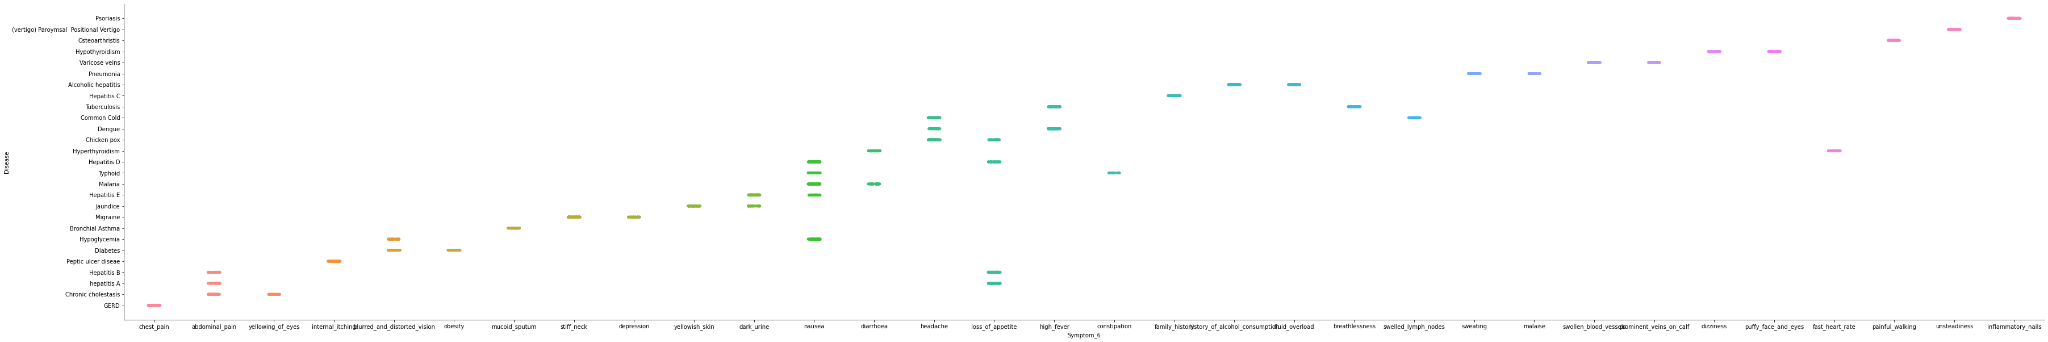 Psoriasis
(vertigo) Paroymsal  Positional Vertigo
Osteoarthristis
Hypothyroidism
Varicose veins
Pneumonia
Alcoholic hepatitis
Hepatitis C
Tuberculosis
Common Cold
Dengue
Chicken pox
Hyperthyroidism
Hepatitis D
Typhoid
Malaria
Hepatitis E
Jaundice
Migraine
Bronchial Asthma
Hypoglycemia
Diabetes
Peptic ulcer diseae
Hepatitis B
hepatitis A
Chronic cholestasis
GERD
Disease
chest_pain abdominal_pain yellowing_of_eyes internal_itching blurred_and_distorted_vision obesity mucoid_sputum stiff_neck depression yellowish_skin dark_urine nausea diarrhoea headache loss_of_appetite high_fever constipation family_history history_of_alcohol_consumption fluid_overload breathlessness swelled_lymph_nodes sweating malaise swollen_blood_vessels prominent_veins_on_calf dizziness puffy_face_and_eyes fast_heart_rate painful_walking unsteadiness inflammatory_nails
Symptom_6